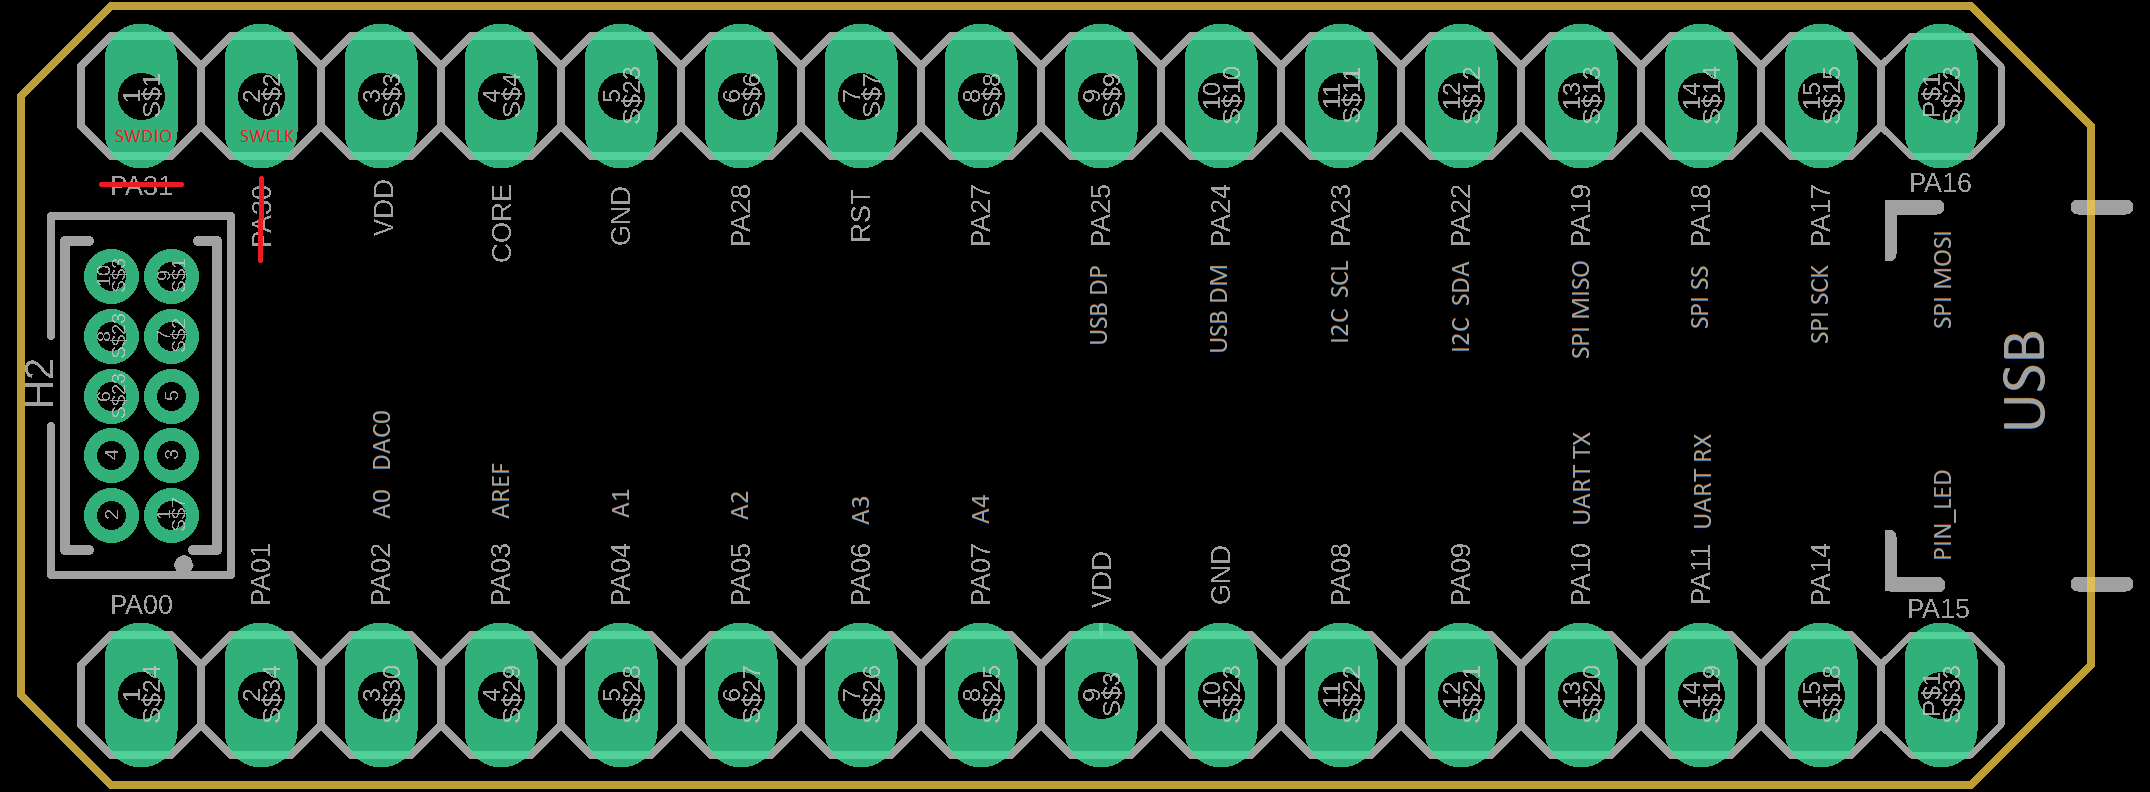 1 2 3 4 5 6 7 8 9 10 11 12 13 14 15 P$1
S$1 S$2 S$3 S$4 S$23 S$6 S$7 S$8 S$9 S$10 S$11 S$12 S$13 S$14 S$15 S$23
SWDIO SWCLK
PA31 PA30 VDD CORE GND PA28 RST PA27 PA25 PA24 PA23 PA22 PA19 PA18 PA17 PA16
USB DP USB DM I2C SCL I2C SDA SPI MISO SPI SS SPI SCK SPI MOSI
H2
10 S$3 9 S$1
8 S$23 7 S$2
6 S$23 5
4 3
2 1 S$7
USB
A0 DAC0 AREF A1 A2 A3 A4 UART TX UART RX PIN_LED
PA00 PA01 PA02 PA03 PA04 PA05 PA06 PA07 VDD GND PA08 PA09 PA10 PA11 PA14 PA15
1 2 3 4 5 6 7 8 9 10 11 12 13 14 15 P$1
S$24 S$34 S$30 S$29 S$28 S$27 S$26 S$25 S$3 S$23 S$22 S$21 S$20 S$19 S$18 S$33